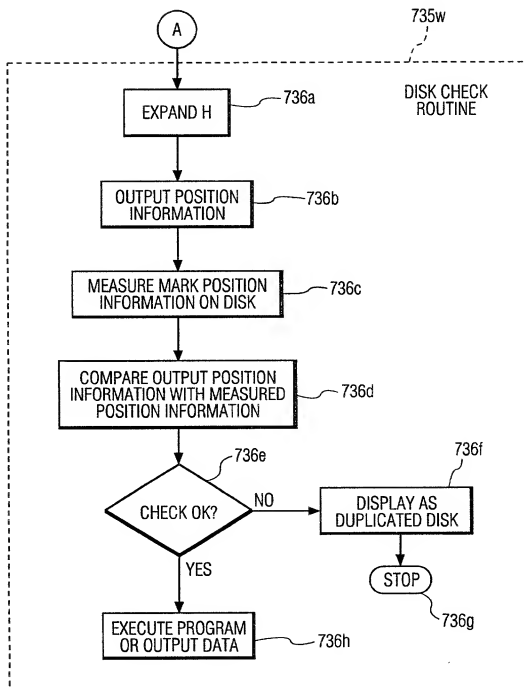 A
735w
DISK CHECK
ROUTINE
EXPAND H
736a
OUTPUT POSITION
INFORMATION
736b
MEASURE MARK POSITION
INFORMATION ON DISK
736c
COMPARE OUTPUT POSITION
INFORMATION WITH MEASURED
POSITION INFORMATION
736d
736e
CHECK OK?
NO
YES
736f
DISPLAY AS
DUPLICATED DISK
STOP
736g
EXECUTE PROGRAM
OR OUTPUT DATA
736h